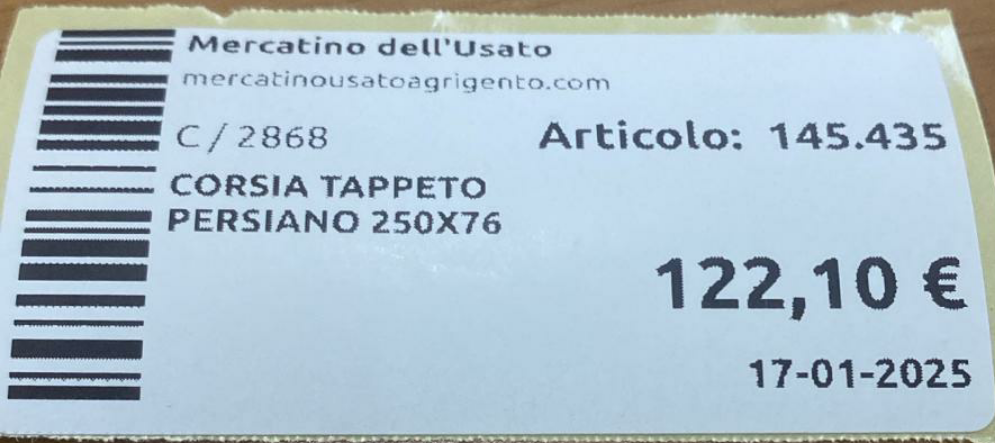 Mercatino dell'Usato
mercatinousatoagrigento.com
C/2868 Articolo: 145.435
CORSIA TAPPETO
PERSIANO 250X76
122,10 €
17-01-2025